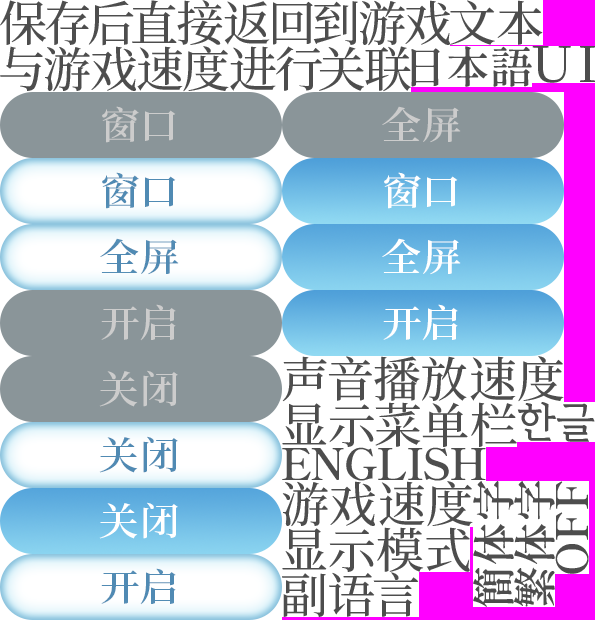 保存后直接返回到游戏文本
与游戏速度进行关联日本語UI
窗口
全屏
窗口
窗口
全屏
全屏
开启
开启
关闭
声音播放速度
显示菜单栏한글
关闭
ENGLISH
关闭
游戏速度
显示模式
开启
副语言
簡体字
繁体字
OFF